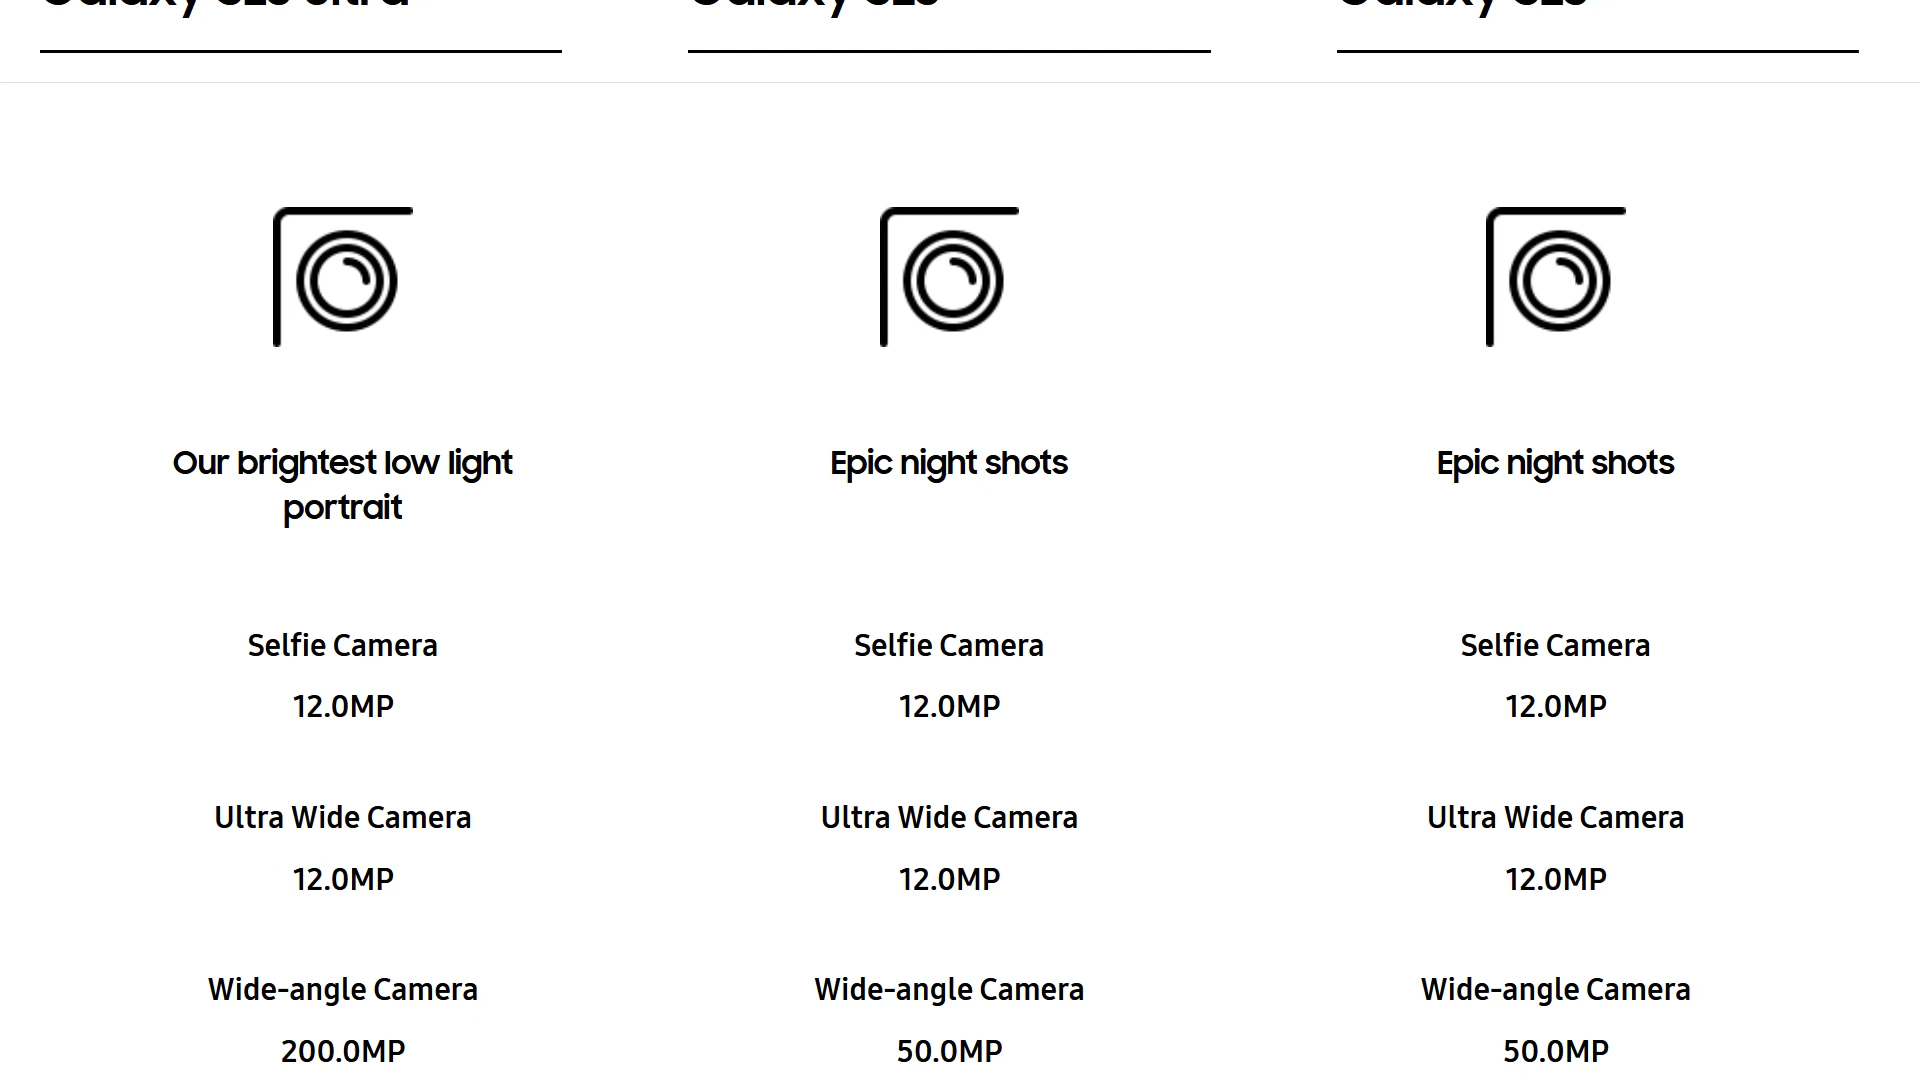 Our brightest low light
portrait
Epic night shots
Epic night shots
Selfie Camera
Selfie Camera
Selfie Camera
12.0MP
12.0MP
12.0MP
Ultra Wide Camera
Ultra Wide Camera
Ultra Wide Camera
12.0MP
12.0MP
12.0MP
Wide-angle Camera
Wide-angle Camera
Wide-angle Camera
200.0MP
50.0MP
50.0MP